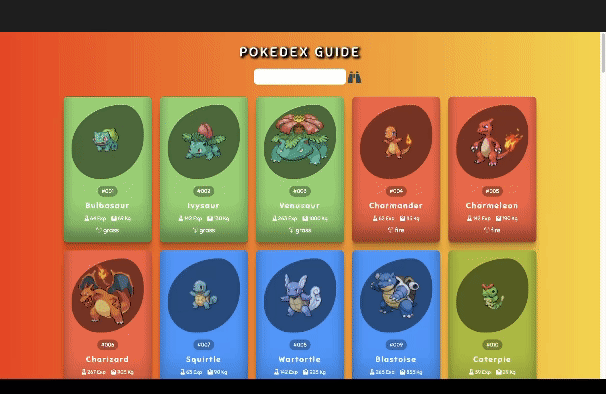 POKEDEX GUIDE
#001
Bulbasaur
64 Exp 69 Kg
grass
#002
Ivysaur
142 Exp 130 Kg
grass
#003
Venusaur
263 Exp 1000 Kg
grass
#004
Charmander
62 Exp 85 Kg
fire
#005
Charmeleon
142 Exp 190 Kg
fire
#006
Charizard
267 Exp 905 Kg
#007
Squirtle
63 Exp 90 Kg
#008
Wartortle
142 Exp 225 Kg
#009
Blastoise
265 Exp 855 Kg
#010
Caterpie
39 Exp 29 Kg